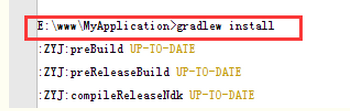 E:\www\MyApplication>gradlew install
:ZYJ:preBuild UP-TO-DATE
:ZYJ:preReleaseBuild UP-TO-DATE
:ZYJ:compileReleaseNdk UP-TO-DATE